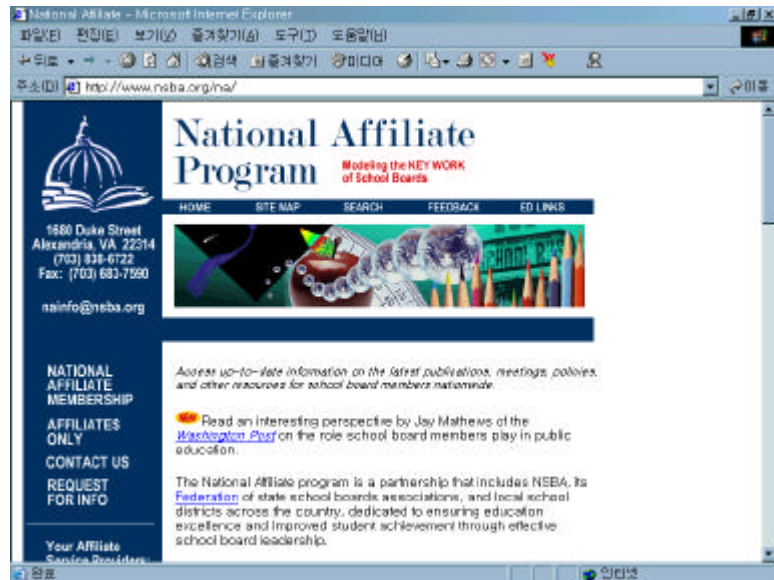 National Affiliate - Microsoft Internet Explorer
파일(F) 편집(E) 보기(V) 즐겨찾기(A) 도구(T) 도움말(H)
뒤로 검색 즐겨찾기 미디어
주소(D) http://www.nsba.org/na/ 이동
National Affiliate
Program
Modeling the KEY WORK
of School Boards
HOME SITE MAP SEARCH FEEDBACK ED LINKS
1680 Duke Street
Alexandria, VA 22314
(703) 838-6722
Fax: (703) 683-7590
nainfo@nsba.org
NATIONAL
AFFILIATE
MEMBERSHIP
AFFILIATES
ONLY
CONTACT US
REQUEST
FOR INFO
Your Affiliate
Service Providers:
Access up-to-date information on the latest publications, meetings, policies,
and other resources for school board members nationwide.
NEW Read an interesting perspective by Jay Mathews of the
Washington Post on the role school board members play in public
education.
The National Affiliate program is a partnership that includes NSBA, its
Federation of state school boards associations, and local school
districts across the country, dedicated to ensuring education
excellence and improved student achievement through effective
school board leadership.
완료 인터넷